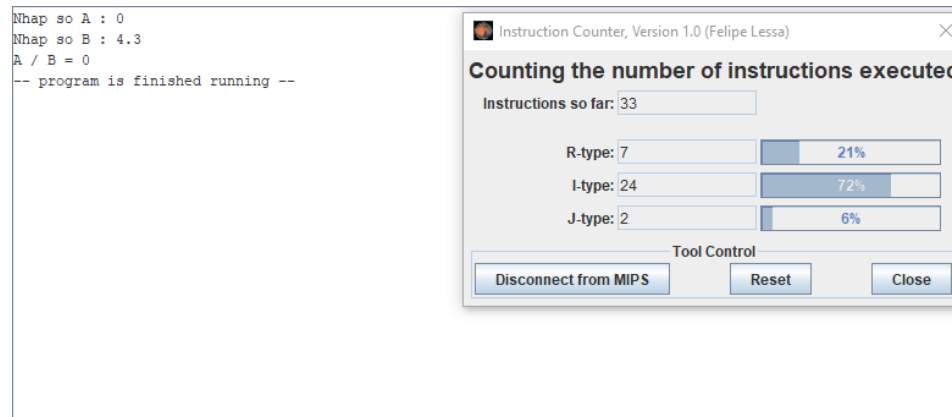 Nhap so A : 0
Nhap so B : 4.3
A / B = 0
-- program is finished running --
Instruction Counter, Version 1.0 (Felipe Lessa)
Counting the number of instructions executed
Instructions so far: 33
R-type: 7 21%
I-type: 24 72%
J-type: 2 6%
Tool Control
Disconnect from MIPS Reset Close